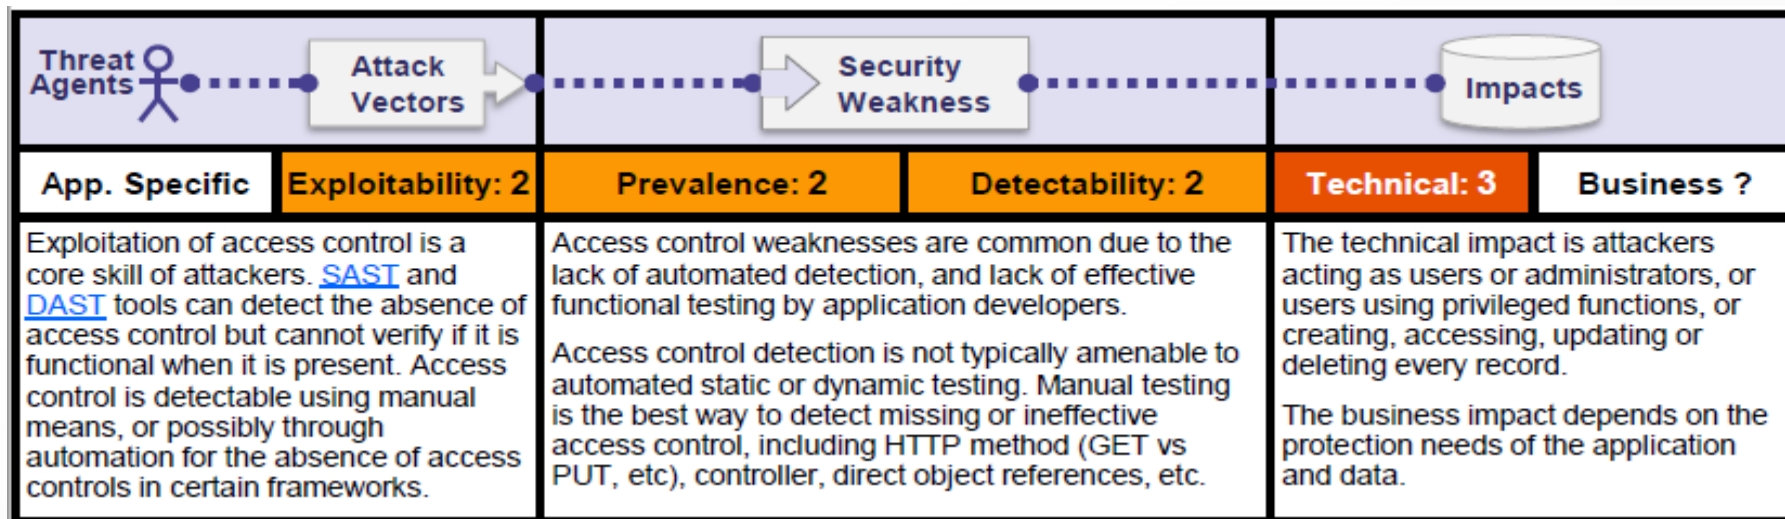 Threat
Agents
Attack
Vectors
Security
Weakness
Impacts
App. Specific
Exploitability: 2
Prevalence: 2
Detectability: 2
Technical: 3
Business ?
Exploitation of access control is a
core skill of attackers. SAST and
DAST tools can detect the absence of
access control but cannot verify if it is
functional when it is present. Access
control is detectable using manual
means, or possibly through
automation for the absence of access
controls in certain frameworks.
Access control weaknesses are common due to the
lack of automated detection, and lack of effective
functional testing by application developers.
Access control detection is not typically amenable to
automated static or dynamic testing. Manual testing
is the best way to detect missing or ineffective
access control, including HTTP method (GET vs
PUT, etc), controller, direct object references, etc.
The technical impact is attackers
acting as users or administrators, or
users using privileged functions, or
creating, accessing, updating or
deleting every record.
The business impact depends on the
protection needs of the application
and data.